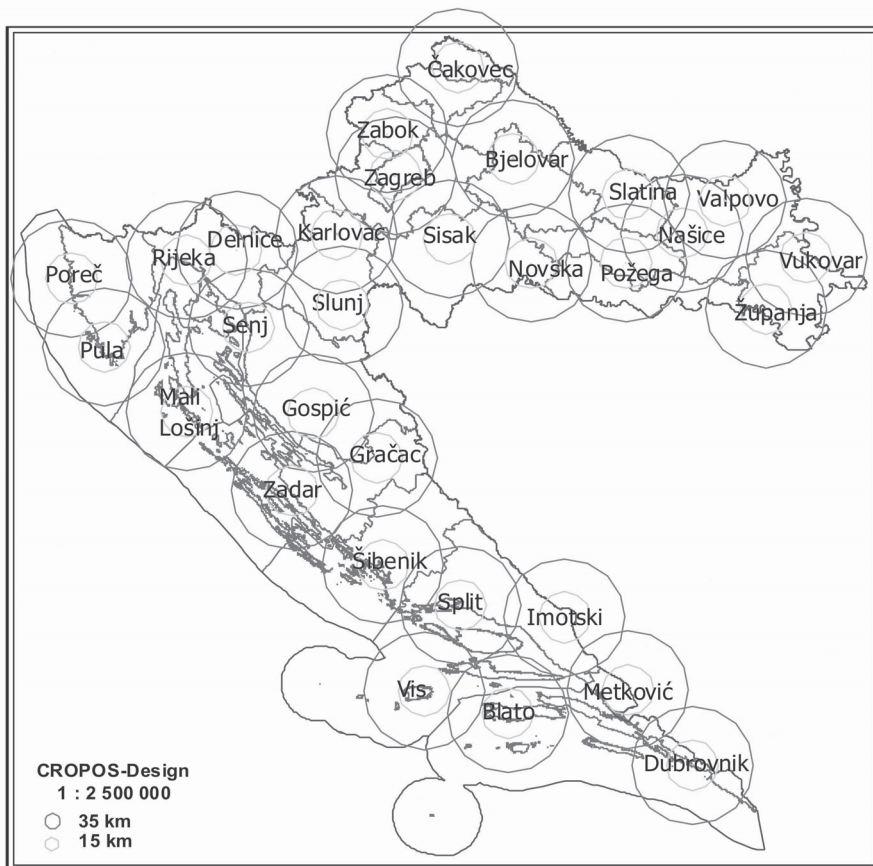 Čakovec
Zabok
Bjelovar
Zagreb
Slatina
Valpovo
Delnice
Karlovac
Sisak
Našice
Rijeka
Poreč
Novska
Požega
Vukovar
Slunj
Županja
Senj
Pula
Mali
Lošinj
Gospić
Gračac
Zadar
Šibenik
Split
Imotski
Vis
Metković
Blato
Dubrovnik
CROPOS-Design
1 : 2 500 000
35 km
15 km